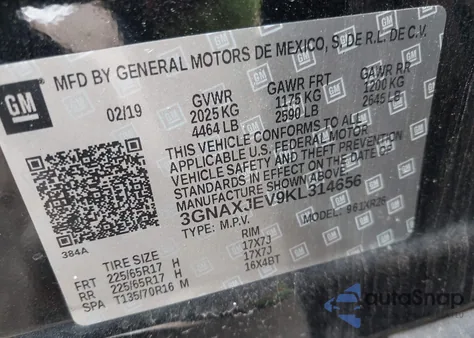 MFD BY GENERAL MOTORS DE MEXICO, S. DE R.L. DE C.V.
GM
02/19 GVWR GAWR FRT GAWR RR
2025 KG 1175 KG 1200 KG
4464 LB 2590 LB 2645 LB
THIS VEHICLE CONFORMS TO ALL
APPLICABLE U.S. FEDERAL MOTOR
VEHICLE SAFETY AND THEFT PREVENTION
STANDARDS IN EFFECT ON THE DATE OF
MANUFACTURE SHOWN ABOVE.
3GNAXJEV9KL314656
TYPE: M.P.V. MODEL: 961XR26
384A
TIRE SIZE RIM
FRT 225/65R17 H 17X7J
RR 225/65R17 H 17X7J
SPA T135/70R16 M 16X4BT
autoSnap